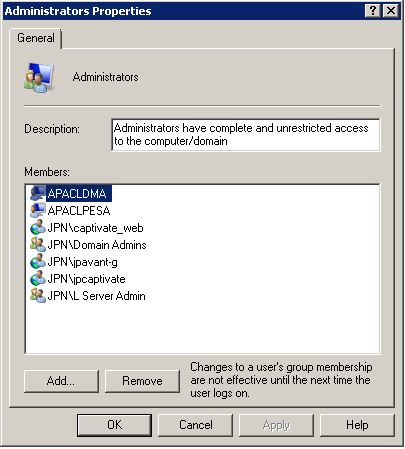 Administrators Properties
General
Administrators
Description:
Administrators have complete and unrestricted access
to the computer/domain
Members:
APACLDMA
APACLPESA
JPN\captivate_web
JPN\Domain Admins
JPN\jpavant-g
JPN\jpcaptivate
JPN\L Server Admin
Add...
Remove
Changes to a user's group membership
are not effective until the next time the
user logs on.
OK
Cancel
Apply
Help